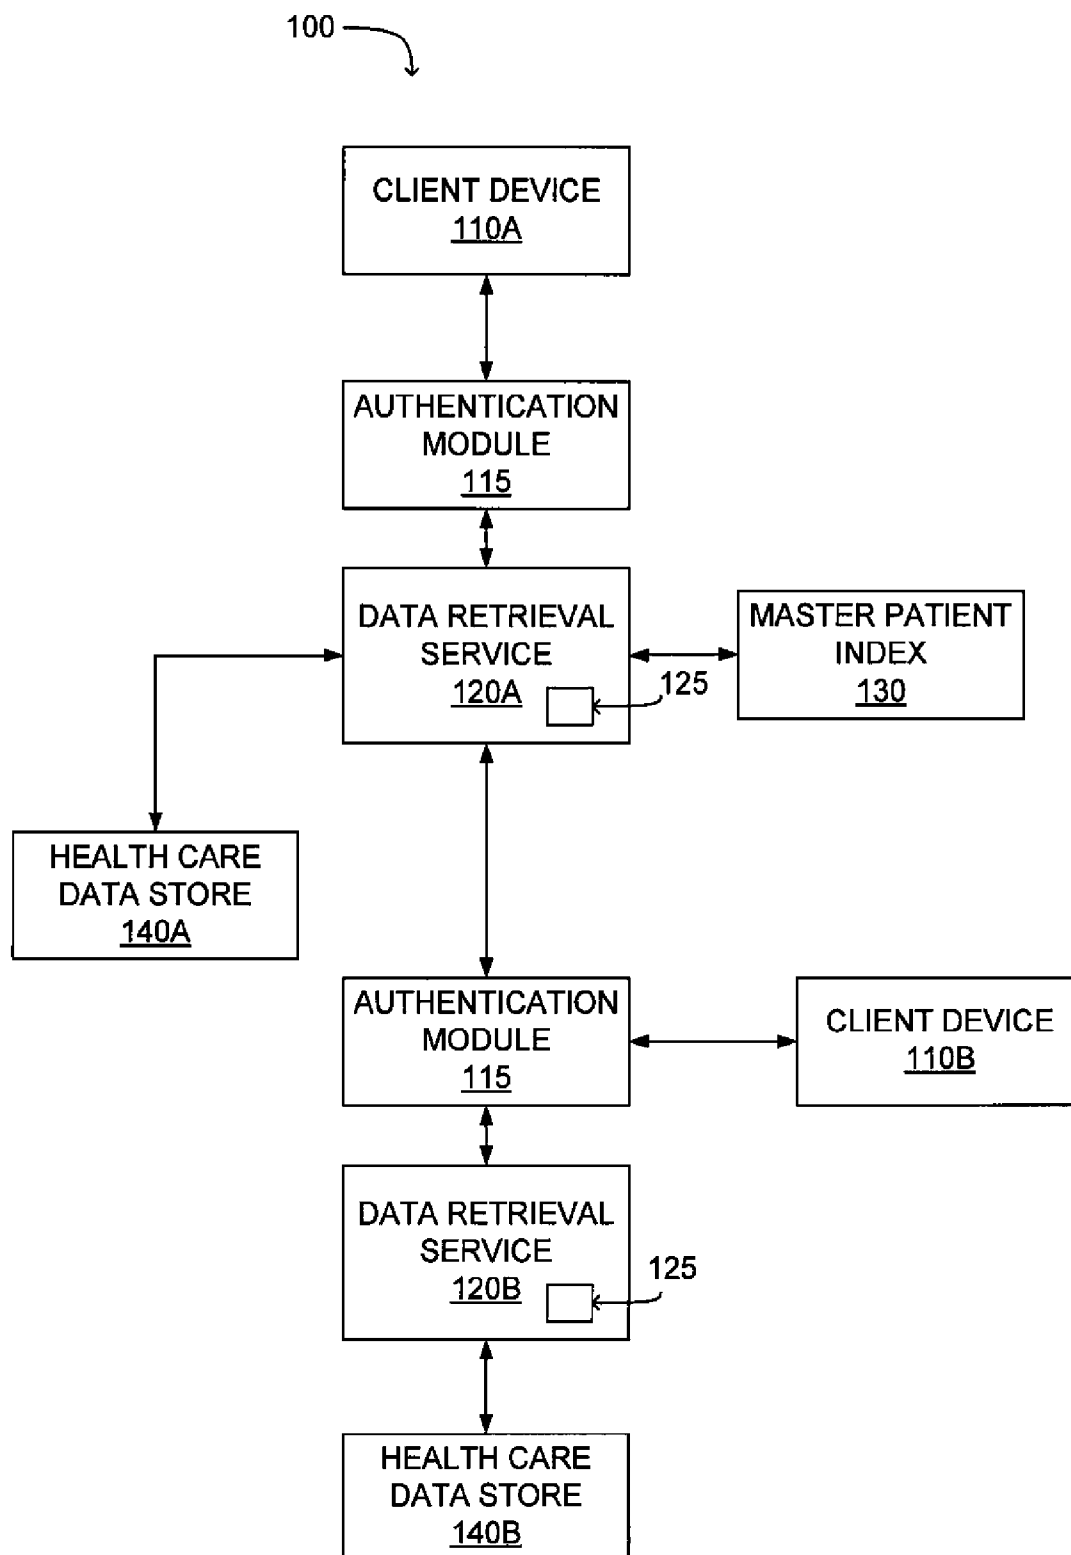 100
CLIENT DEVICE
110A
AUTHENTICATION
MODULE
115
DATA RETRIEVAL
SERVICE
120A
125
MASTER PATIENT
INDEX
130
HEALTH CARE
DATA STORE
140A
AUTHENTICATION
MODULE
115
CLIENT DEVICE
110B
DATA RETRIEVAL
SERVICE
120B
125
HEALTH CARE
DATA STORE
140B